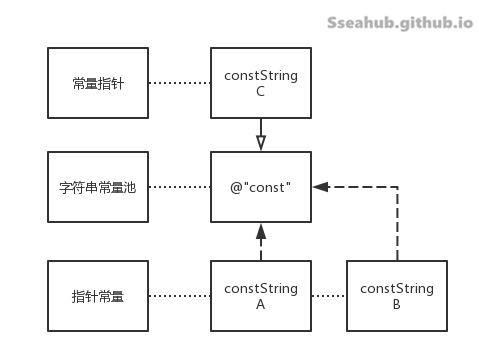 Sseahub.github.io
常量指针
constString
C
字符串常量池
@"const"
指针常量
constString
A
constString
B